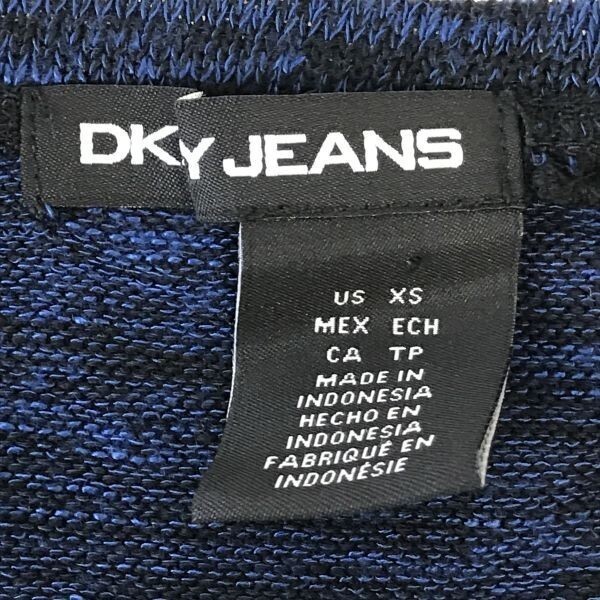 DKY JEANS
US XS
MEX ECH
CA TP
MADE IN
INDONESIA
HECHO EN
INDONESIA
FABRIQUÉ EN
INDONÉSIE